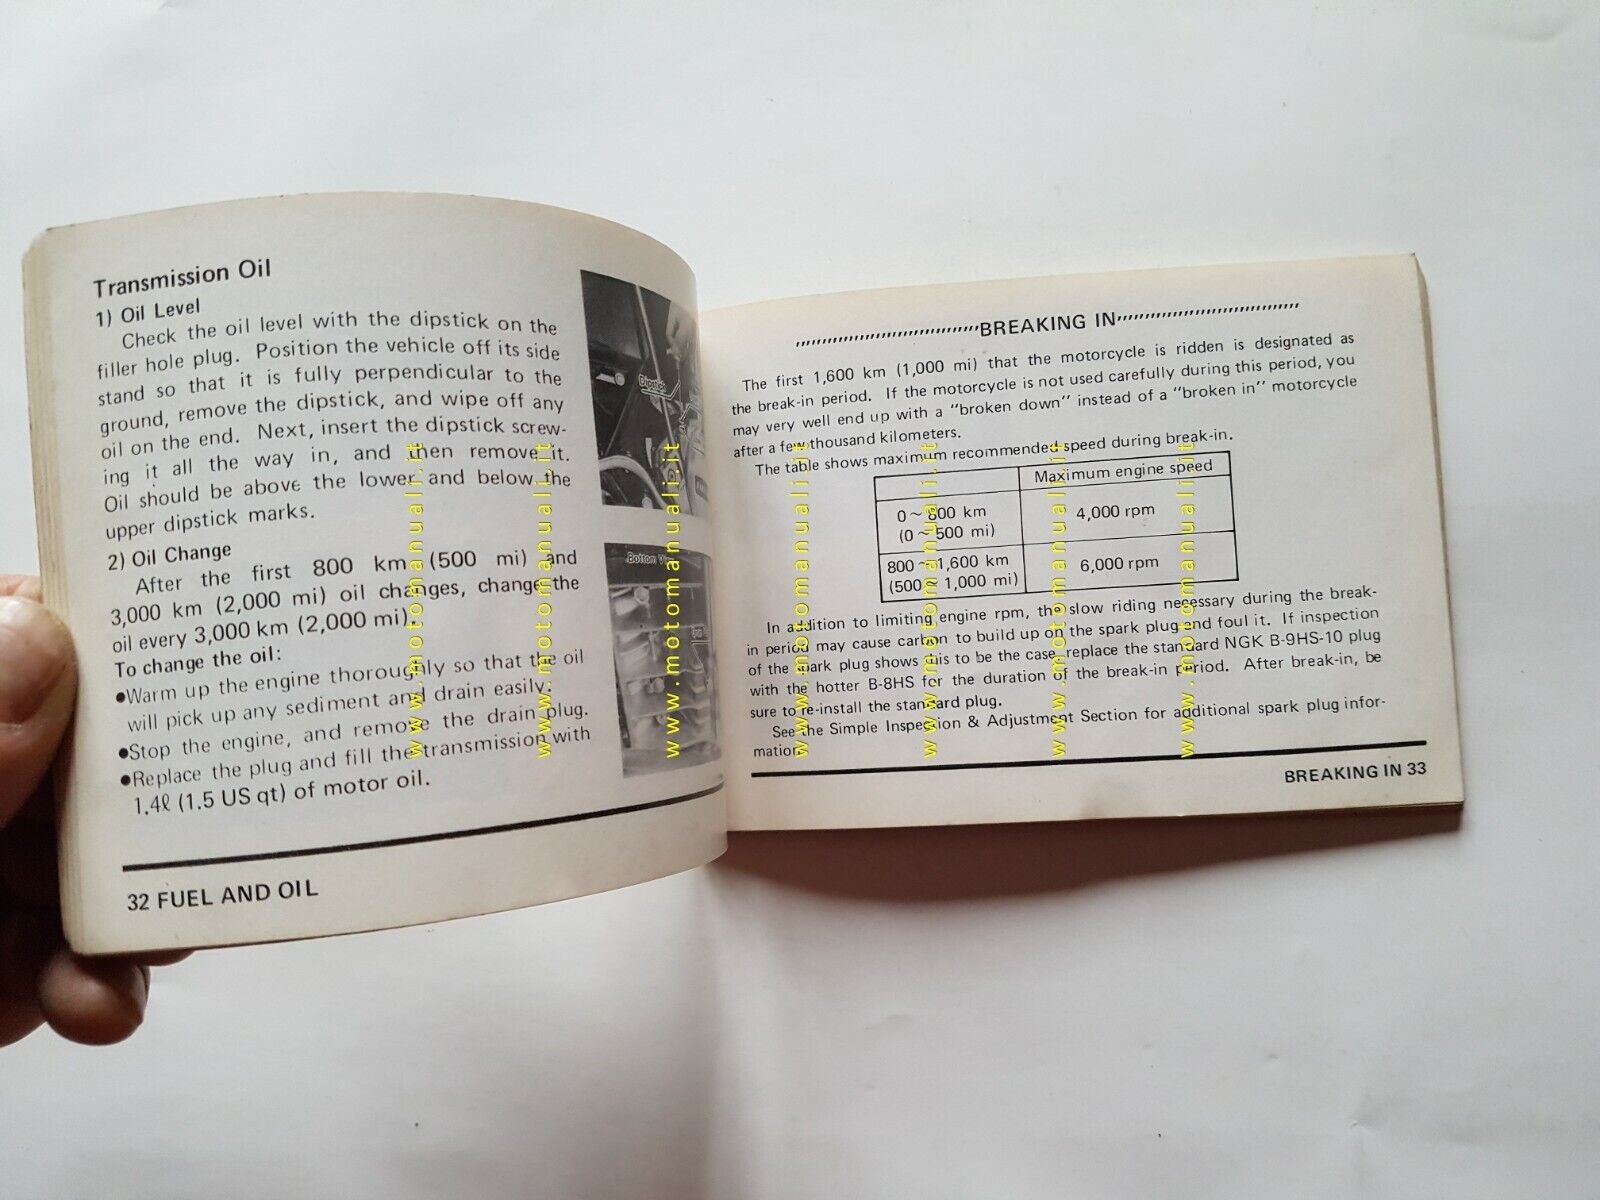 Transmission Oil
1) Oil Level
Check the oil level with the dipstick on the
filler hole plug. Position the vehicle off its side
stand so that it is fully perpendicular to the
ground, remove the dipstick, and wipe off any
oil on the end. Next, insert the dipstick screw-
ing it all the way in, and then remove it.
Oil should be above the lower and below the
upper dipstick marks.
2) Oil Change
After the first 800 km (500 mi) and
3,000 km (2,000 mi) oil changes, change the
oil every 3,000 km (2,000 mi).
To change the oil:
●Warm up the engine thoroughly so that the oil
will pick up any sediment and drain easily.
●Stop the engine, and remove the drain plug.
●Replace the plug and fill the transmission with
1.4ℓ (1.5 US qt) of motor oil.
Dipstick
Bottom View
32 FUEL AND OIL
BREAKING IN
The first 1,600 km (1,000 mi) that the motorcycle is ridden is designated as
the break-in period. If the motorcycle is not used carefully during this period, you
may very well end up with a "broken down" instead of a "broken in" motorcycle
after a few thousand kilometers.
The table shows maximum recommended speed during break-in.
Maximum engine speed
0 ~ 800 km
(0 ~ 500 mi)
4,000 rpm
800 ~ 1,600 km
(500 ~ 1,000 mi)
6,000 rpm
In addition to limiting engine rpm, the slow riding necessary during the break-
in period may cause carbon to build up on the spark plug and foul it. If inspection
of the spark plug shows this to be the case, replace the standard NGK B-9HS-10 plug
with the hotter B-8HS for the duration of the break-in period. After break-in, be
sure to re-install the standard plug.
See the Simple Inspection & Adjustment Section for additional spark plug infor-
mation.
BREAKING IN 33
www.motomanuali.it
www.motomanuali.it
www.motomanuali.it
www.motomanuali.it
www.motomanuali.it
www.motomanuali.it
www.motomanuali.it